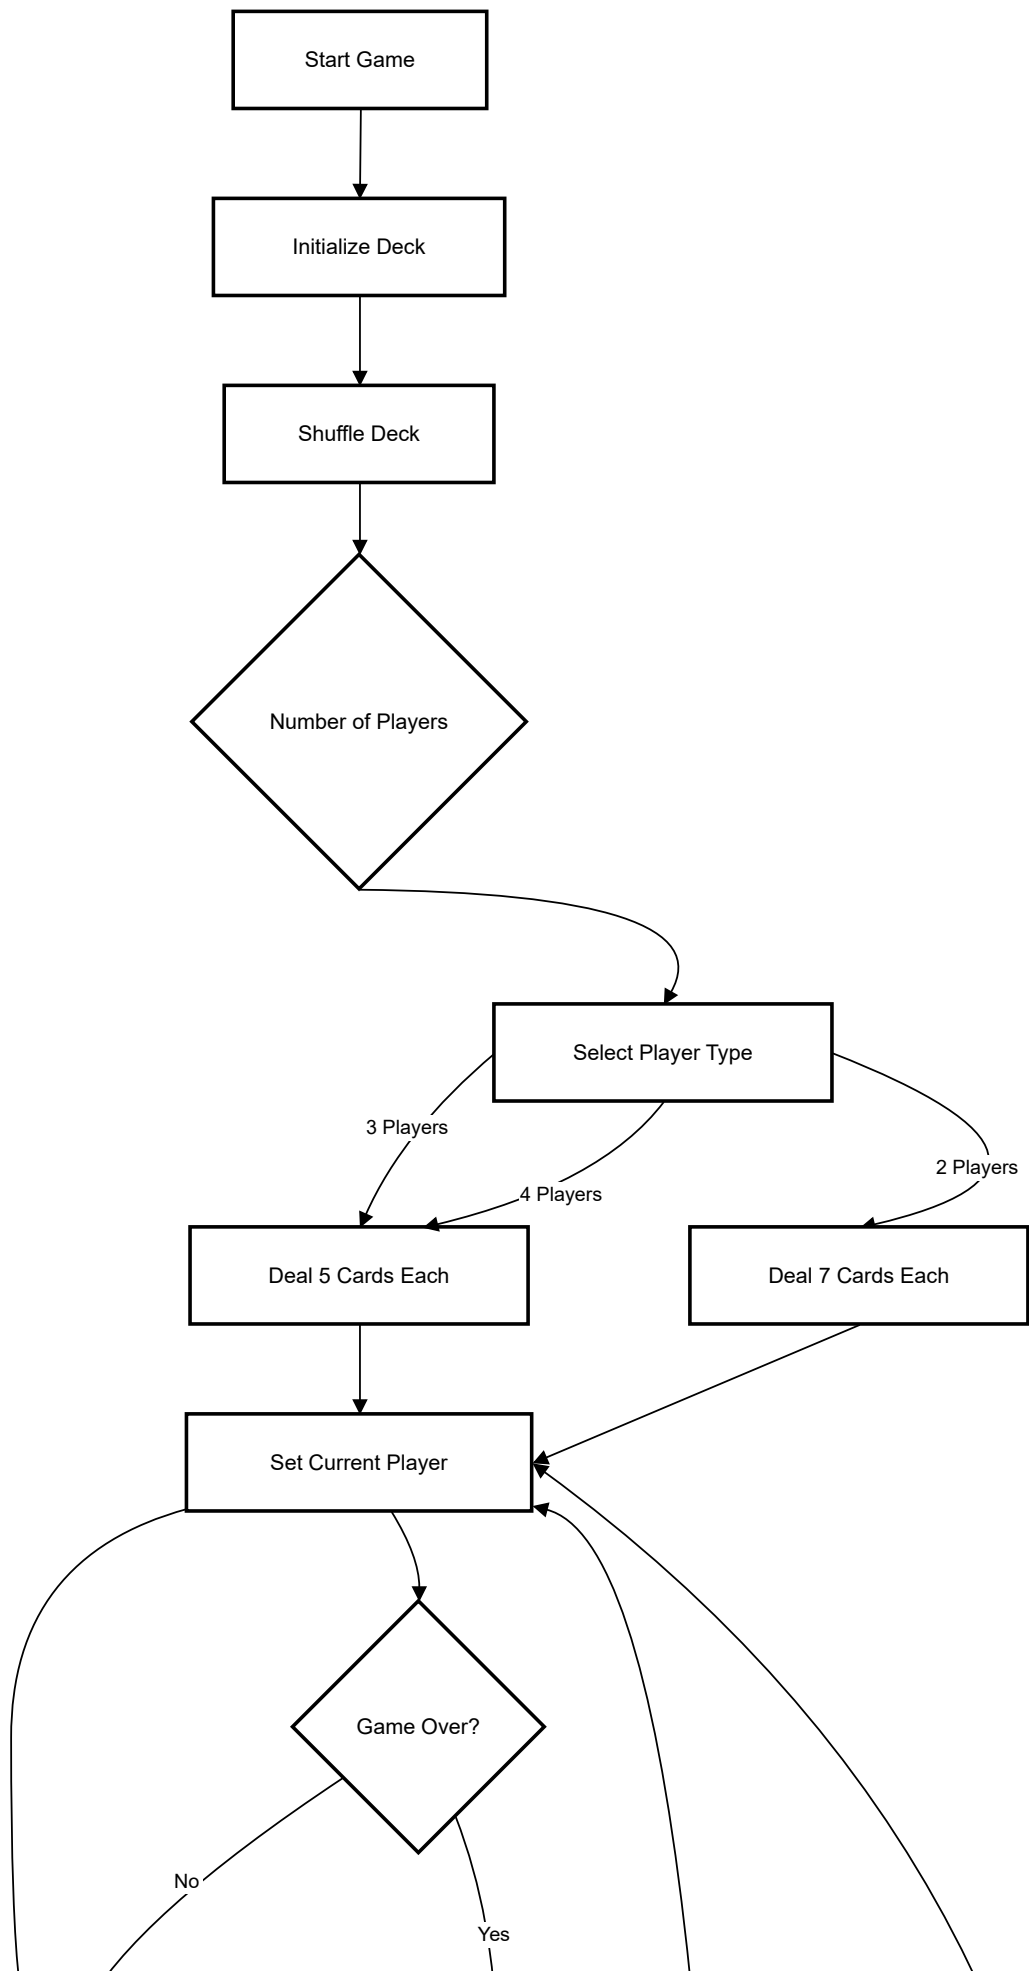 Start Game
Initialize Deck
Shuffle Deck
Number of Players
Select Player Type
3 Players
2 Players
4 Players
Deal 5 Cards Each
Deal 7 Cards Each
Set Current Player
Game Over?
No
Yes